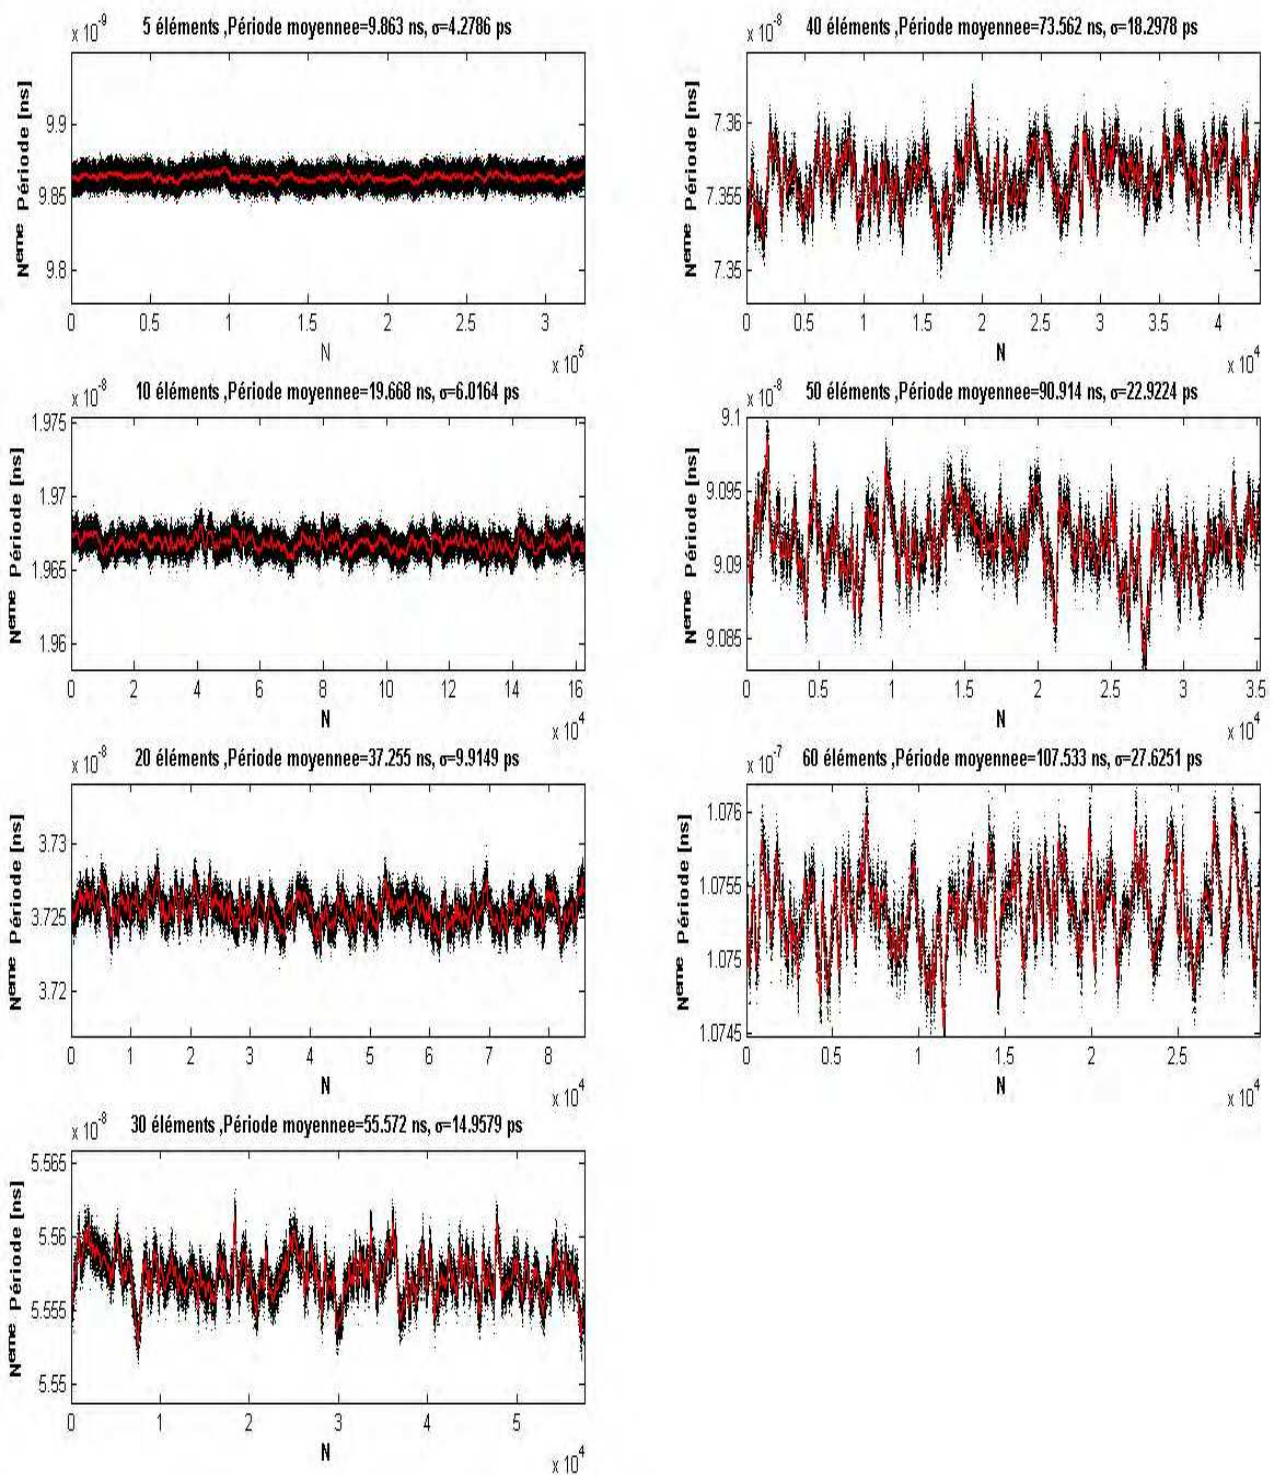 x 10⁻⁹
5 éléments ,Période moyennee=9.863 ns, σ=4.2786 ps
Nᵉᵐᵉ Période [ns]
9.9
9.85
9.8
0 0.5 1 1.5 2 2.5 3
N
x 10⁵
x 10⁻⁸
10 éléments ,Période moyennee=19.668 ns, σ=6.0164 ps
Nᵉᵐᵉ Période [ns]
1.975
1.97
1.965
1.96
0 2 4 6 8 10 12 14 16
N
x 10⁴
x 10⁻⁸
20 éléments ,Période moyennee=37.255 ns, σ=9.9149 ps
Nᵉᵐᵉ Période [ns]
3.73
3.725
3.72
0 1 2 3 4 5 6 7 8
N
x 10⁴
x 10⁻⁸
30 éléments ,Période moyennee=55.572 ns, σ=14.9579 ps
Nᵉᵐᵉ Période [ns]
5.565
5.56
5.555
5.55
0 1 2 3 4 5
N
x 10⁴
x 10⁻⁸
40 éléments ,Période moyennee=73.562 ns, σ=18.2978 ps
Nᵉᵐᵉ Période [ns]
7.36
7.355
7.35
0 0.5 1 1.5 2 2.5 3 3.5 4
N
x 10⁴
x 10⁻⁸
50 éléments ,Période moyennee=90.914 ns, σ=22.9224 ps
Nᵉᵐᵉ Période [ns]
9.1
9.095
9.09
9.085
0 0.5 1 1.5 2 2.5 3 3.5
N
x 10⁴
x 10⁻⁷
60 éléments ,Période moyennee=107.533 ns, σ=27.6251 ps
Nᵉᵐᵉ Période [ns]
1.076
1.0755
1.075
1.0745
0 0.5 1 1.5 2 2.5
N
x 10⁴